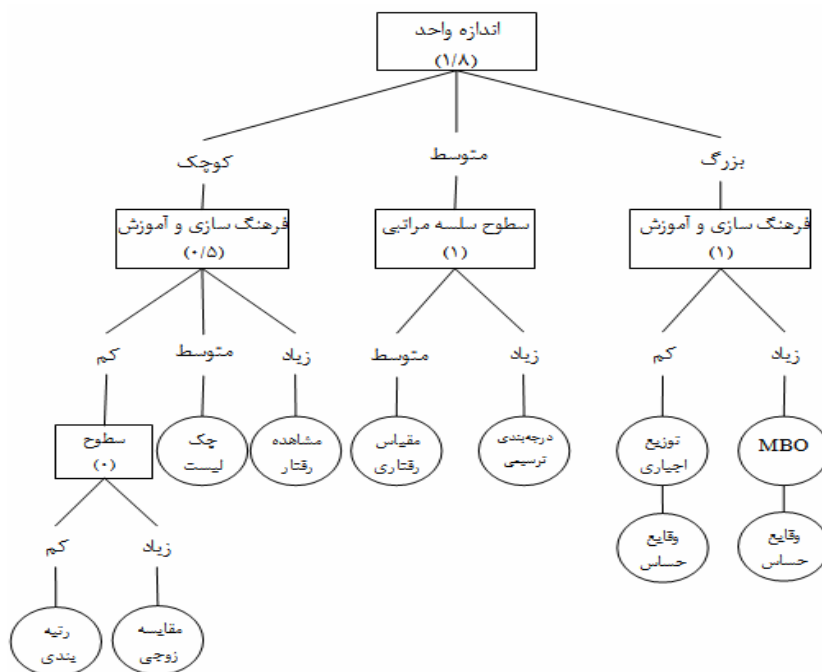 اندازه واحد
(۱/۸)
بزرگ
متوسط
کوچک
فرهنگ سازی و آموزش
(۱)
سطوح سلسه مراتبی
(۱)
فرهنگ سازی و آموزش
(۰/۵)
زیاد
کم
زیاد
متوسط
زیاد
متوسط
کم
MBO
توزیع
اجباری
درجه‌بندی
ترسیمی
مقیاس
رفتاری
مشاهده
رفتار
چک
لیست
سطوح
(۰)
وقایع
حساس
وقایع
حساس
زیاد
کم
مقایسه
زوجی
رتبه
بندی